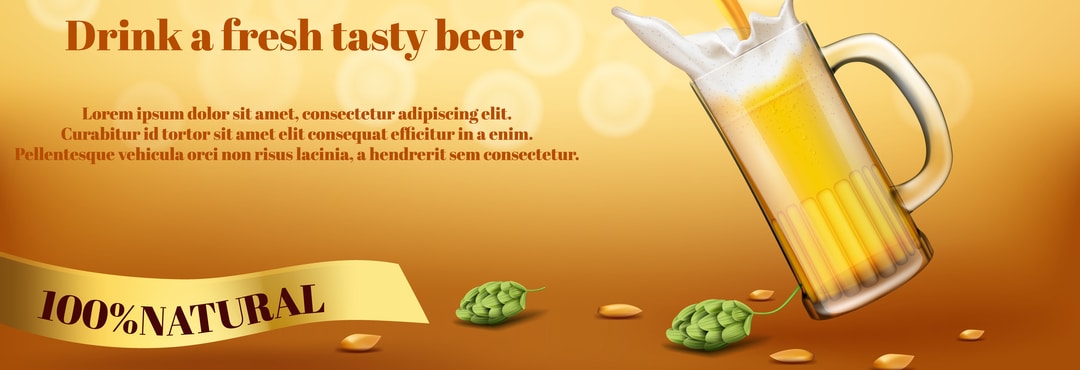 Drink a fresh tasty beer
Lorem ipsum dolor sit amet, consectetur adipiscing elit.
Curabitur id tortor sit amet elit consequat efficitur in a enim.
Pellentesque vehicula orci non risus lacinia, a hendrerit sem consectetur.
100%NATURAL